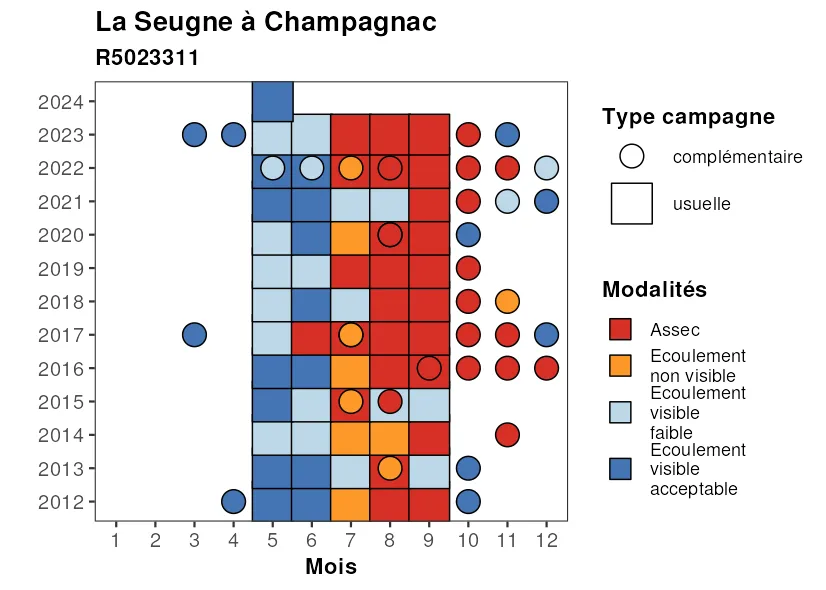 La Seugne à Champagnac
R5023311
2024
2023
2022
2021
2020
2019
2018
2017
2016
2015
2014
2013
2012
1 2 3 4 5 6 7 8 9 10 11 12
Mois
Type campagne
complémentaire
usuelle
Modalités
Assec
Ecoulement
non visible
Ecoulement
visible
faible
Ecoulement
visible
acceptable